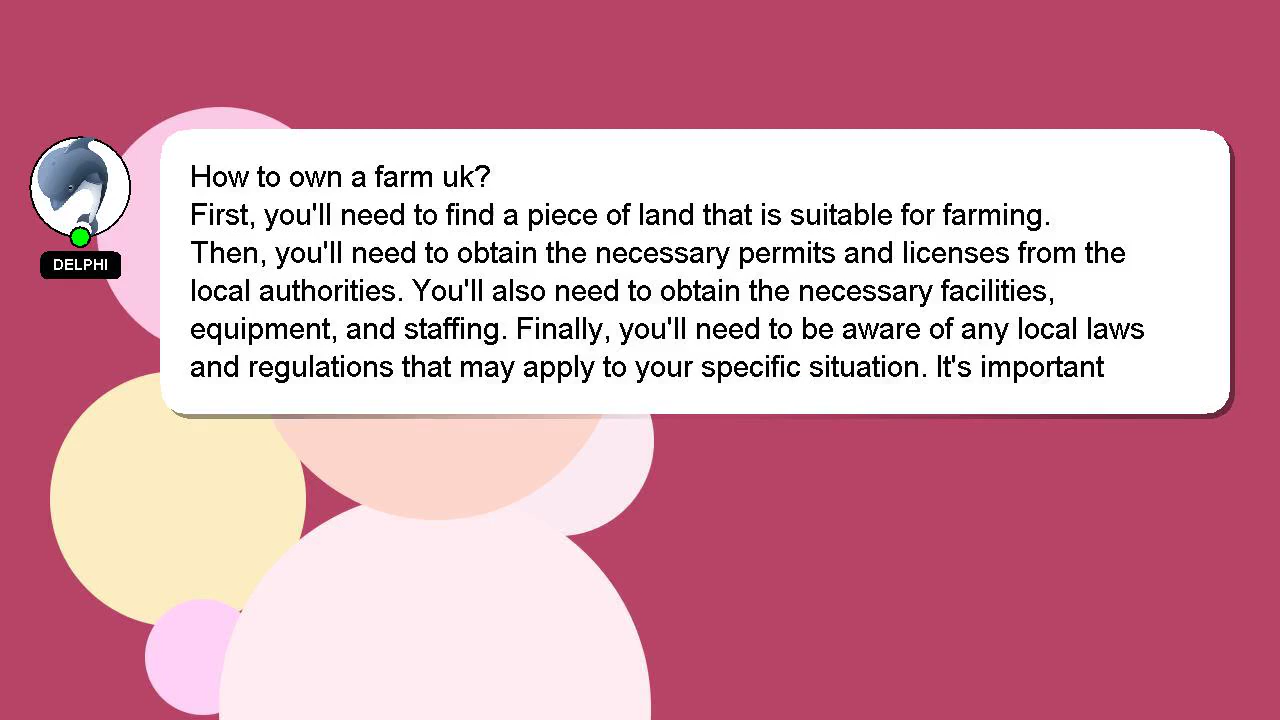 How to own a farm uk?
First, you'll need to find a piece of land that is suitable for farming.
Then, you'll need to obtain the necessary permits and licenses from the
local authorities. You'll also need to obtain the necessary facilities,
equipment, and staffing. Finally, you'll need to be aware of any local laws
and regulations that may apply to your specific situation. It's important
DELPHI